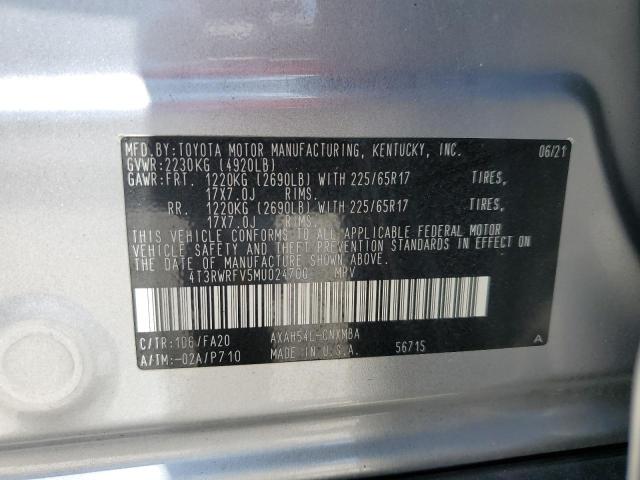 MFD.BY:TOYOTA MOTOR MANUFACTURING, KENTUCKY, INC. 06/21
GVWR:2230KG (4920LB)
GAWR:FRT. 1220KG (2690LB) WITH 225/65R17 TIRES,
17X7.0J RIMS.
RR. 1220KG (2690LB) WITH 225/65R17 TIRES,
17X7.0J RIMS.
THIS VEHICLE CONFORMS TO ALL APPLICABLE FEDERAL MOTOR
VEHICLE SAFETY AND THEFT PREVENTION STANDARDS IN EFFECT ON
THE DATE OF MANUFACTURE SHOWN ABOVE.
4T3RWRFV5MU024700 MPV
C/TR:1D6/FA20 AXAH54L-CNXMBA
A/TM:-02A/P710 MADE IN U.S.A. 56715 A